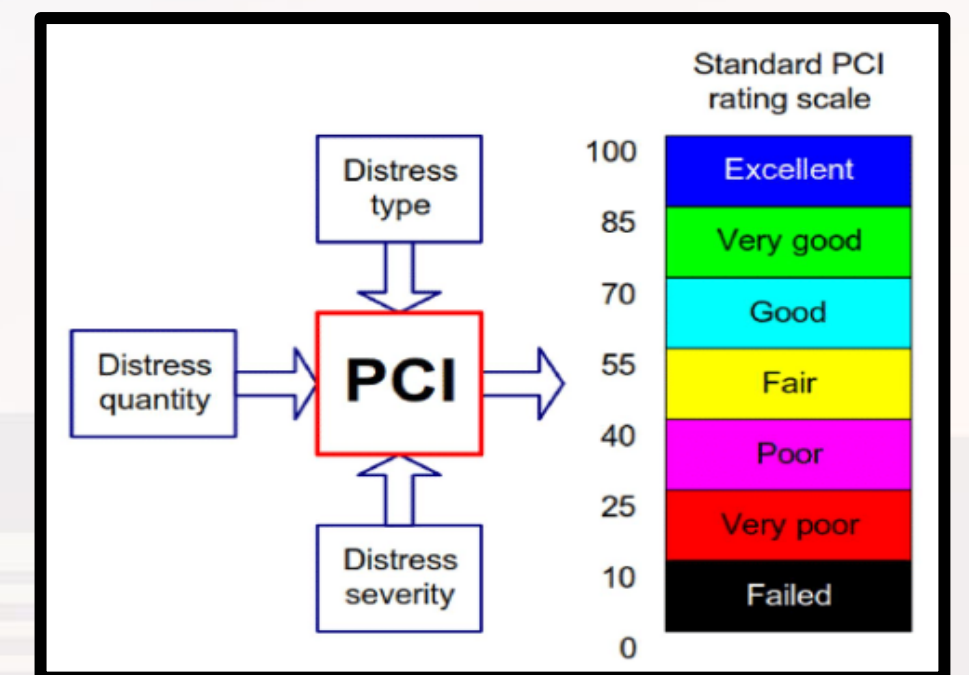 Standard PCI
rating scale
Distress
type
Distress
quantity
PCI
Distress
severity
100
Excellent
85
Very good
70
Good
55
Fair
40
Poor
25
Very poor
10
Failed
0